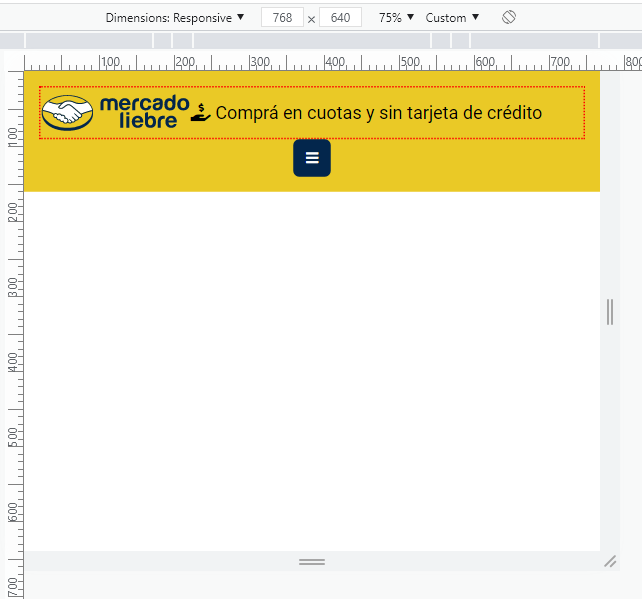 Dimensions: Responsive ▼ 768 × 640 75% ▼ Custom ▼
100 200 300 400 500 600 700 800
mercado
liebre
$ Comprá en cuotas y sin tarjeta de crédito
100
200
300
400
500
600
700